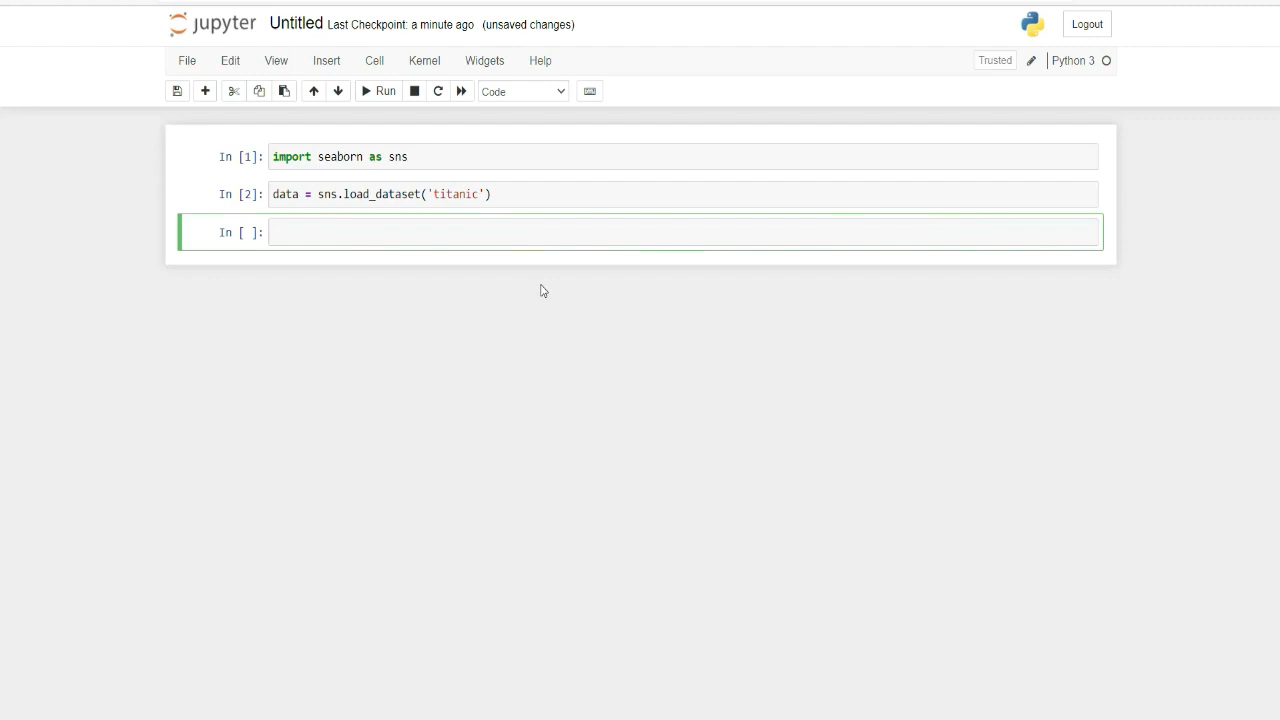 jupyter Untitled Last Checkpoint: a minute ago (unsaved changes) Logout
File Edit View Insert Cell Kernel Widgets Help Trusted Python 3
Run Code
In [1]: import seaborn as sns
In [2]: data = sns.load_dataset('titanic')
In [ ]: